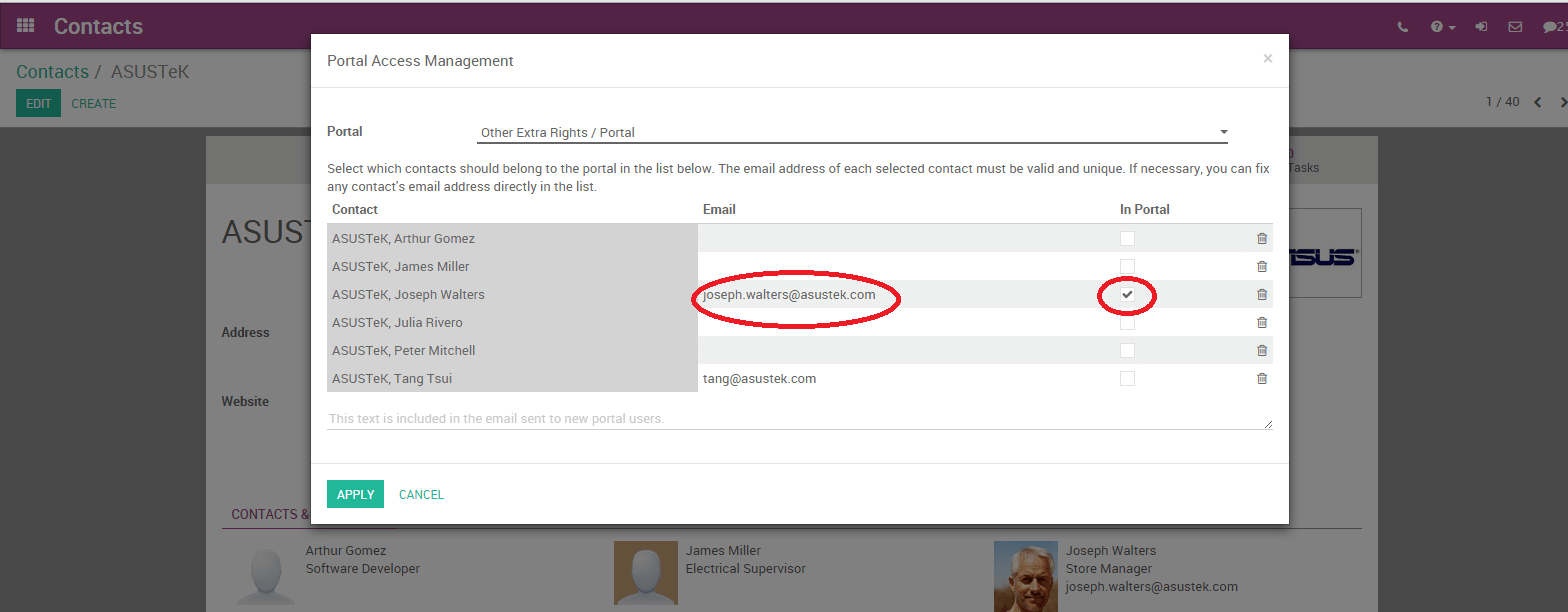 Contacts
25
Contacts / ASUSTeK
EDIT CREATE
1 / 40
Portal Access Management
×
Portal Other Extra Rights / Portal
Select which contacts should belong to the portal in the list below. The email address of each selected contact must be valid and unique. If necessary, you can fix
any contact's email address directly in the list.
Tasks
Contact Email In Portal
ASUSTeK, Arthur Gomez
ASUST
ASUSTeK, James Miller
ASUSTeK, Joseph Walters joseph.walters@asustek.com
ASUSTeK, Julia Rivero
Address
ASUSTeK, Peter Mitchell
ASUSTeK, Tang Tsui tang@asustek.com
Website
This text is included in the email sent to new portal users.
APPLY CANCEL
CONTACTS &
Arthur Gomez
Software Developer
James Miller
Electrical Supervisor
Joseph Walters
Store Manager
joseph.walters@asustek.com